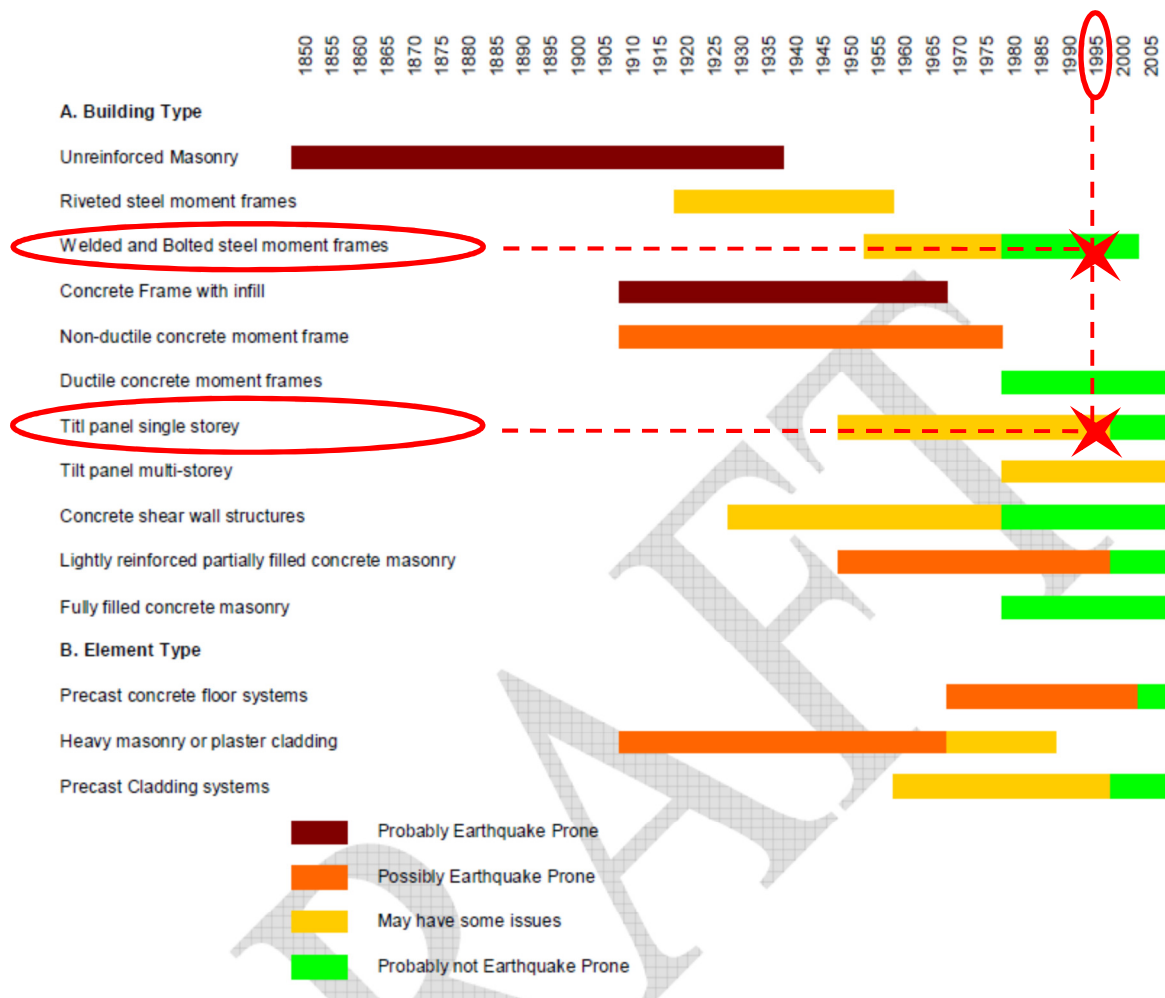 1850 1855 1860 1865 1870 1875 1880 1885 1890 1895 1900 1905 1910 1915 1920 1925 1930 1935 1940 1945 1950 1955 1960 1965 1970 1975 1980 1985 1990 1995 2000 2005
A. Building Type
Unreinforced Masonry
Riveted steel moment frames
Welded and Bolted steel moment frames
Concrete Frame with infill
Non-ductile concrete moment frame
Ductile concrete moment frames
Titl panel single storey
Tilt panel multi-storey
Concrete shear wall structures
Lightly reinforced partially filled concrete masonry
Fully filled concrete masonry
B. Element Type
Precast concrete floor systems
Heavy masonry or plaster cladding
Precast Cladding systems
Probably Earthquake Prone
Possibly Earthquake Prone
May have some issues
Probably not Earthquake Prone
RAFT